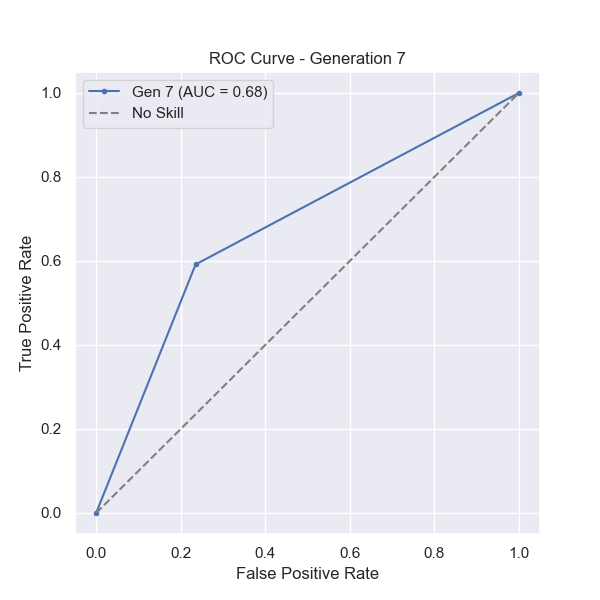 ROC Curve - Generation 7
Gen 7 (AUC = 0.68)
No Skill
1.0
0.8
0.6
0.4
0.2
0.0
True Positive Rate
0.0 0.2 0.4 0.6 0.8 1.0
False Positive Rate